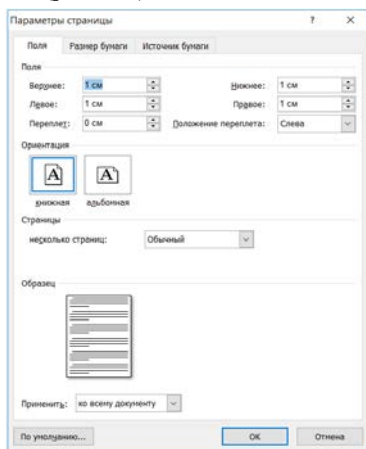 Параметры страницы ? ×
Поля Размер бумаги Источник бумаги
Поля
Верхнее: 1 см Нижнее: 1 см
Левое: 1 см Правое: 1 см
Переплет: 0 см Положение переплета: Слева
Ориентация
A A
книжная альбомная
Страницы
несколько страниц: Обычный
Образец
Применить: ко всему документу
По умолчанию... ОК Отмена